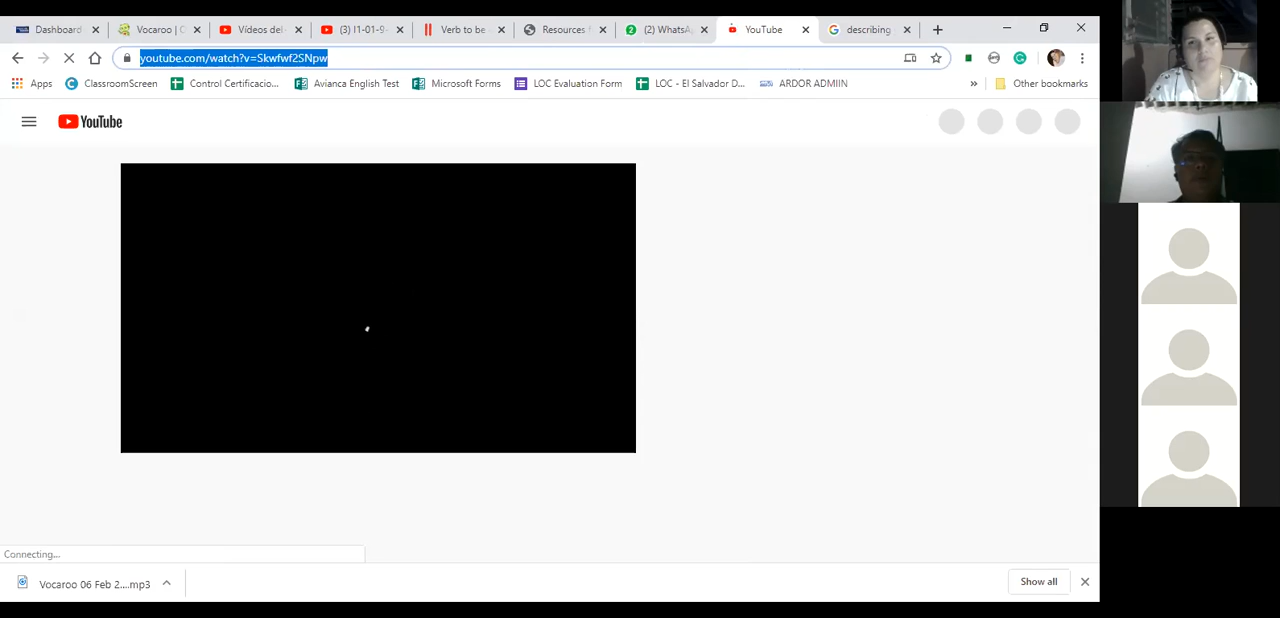 Dashboard
Vocaroo | O
Vídeos del
(3) I1-01-9-
Verb to be
Resources f
(2) WhatsA
YouTube
describing
youtube.com/watch?v=Skwfwf2SNpw
Apps
ClassroomScreen
Control Certificacio...
Avianca English Test
Microsoft Forms
LOC Evaluation Form
LOC - El Salvador D...
ARDOR ADMIIN
»
Other bookmarks
YouTube
Connecting...
Vocaroo 06 Feb 2....mp3
Show all